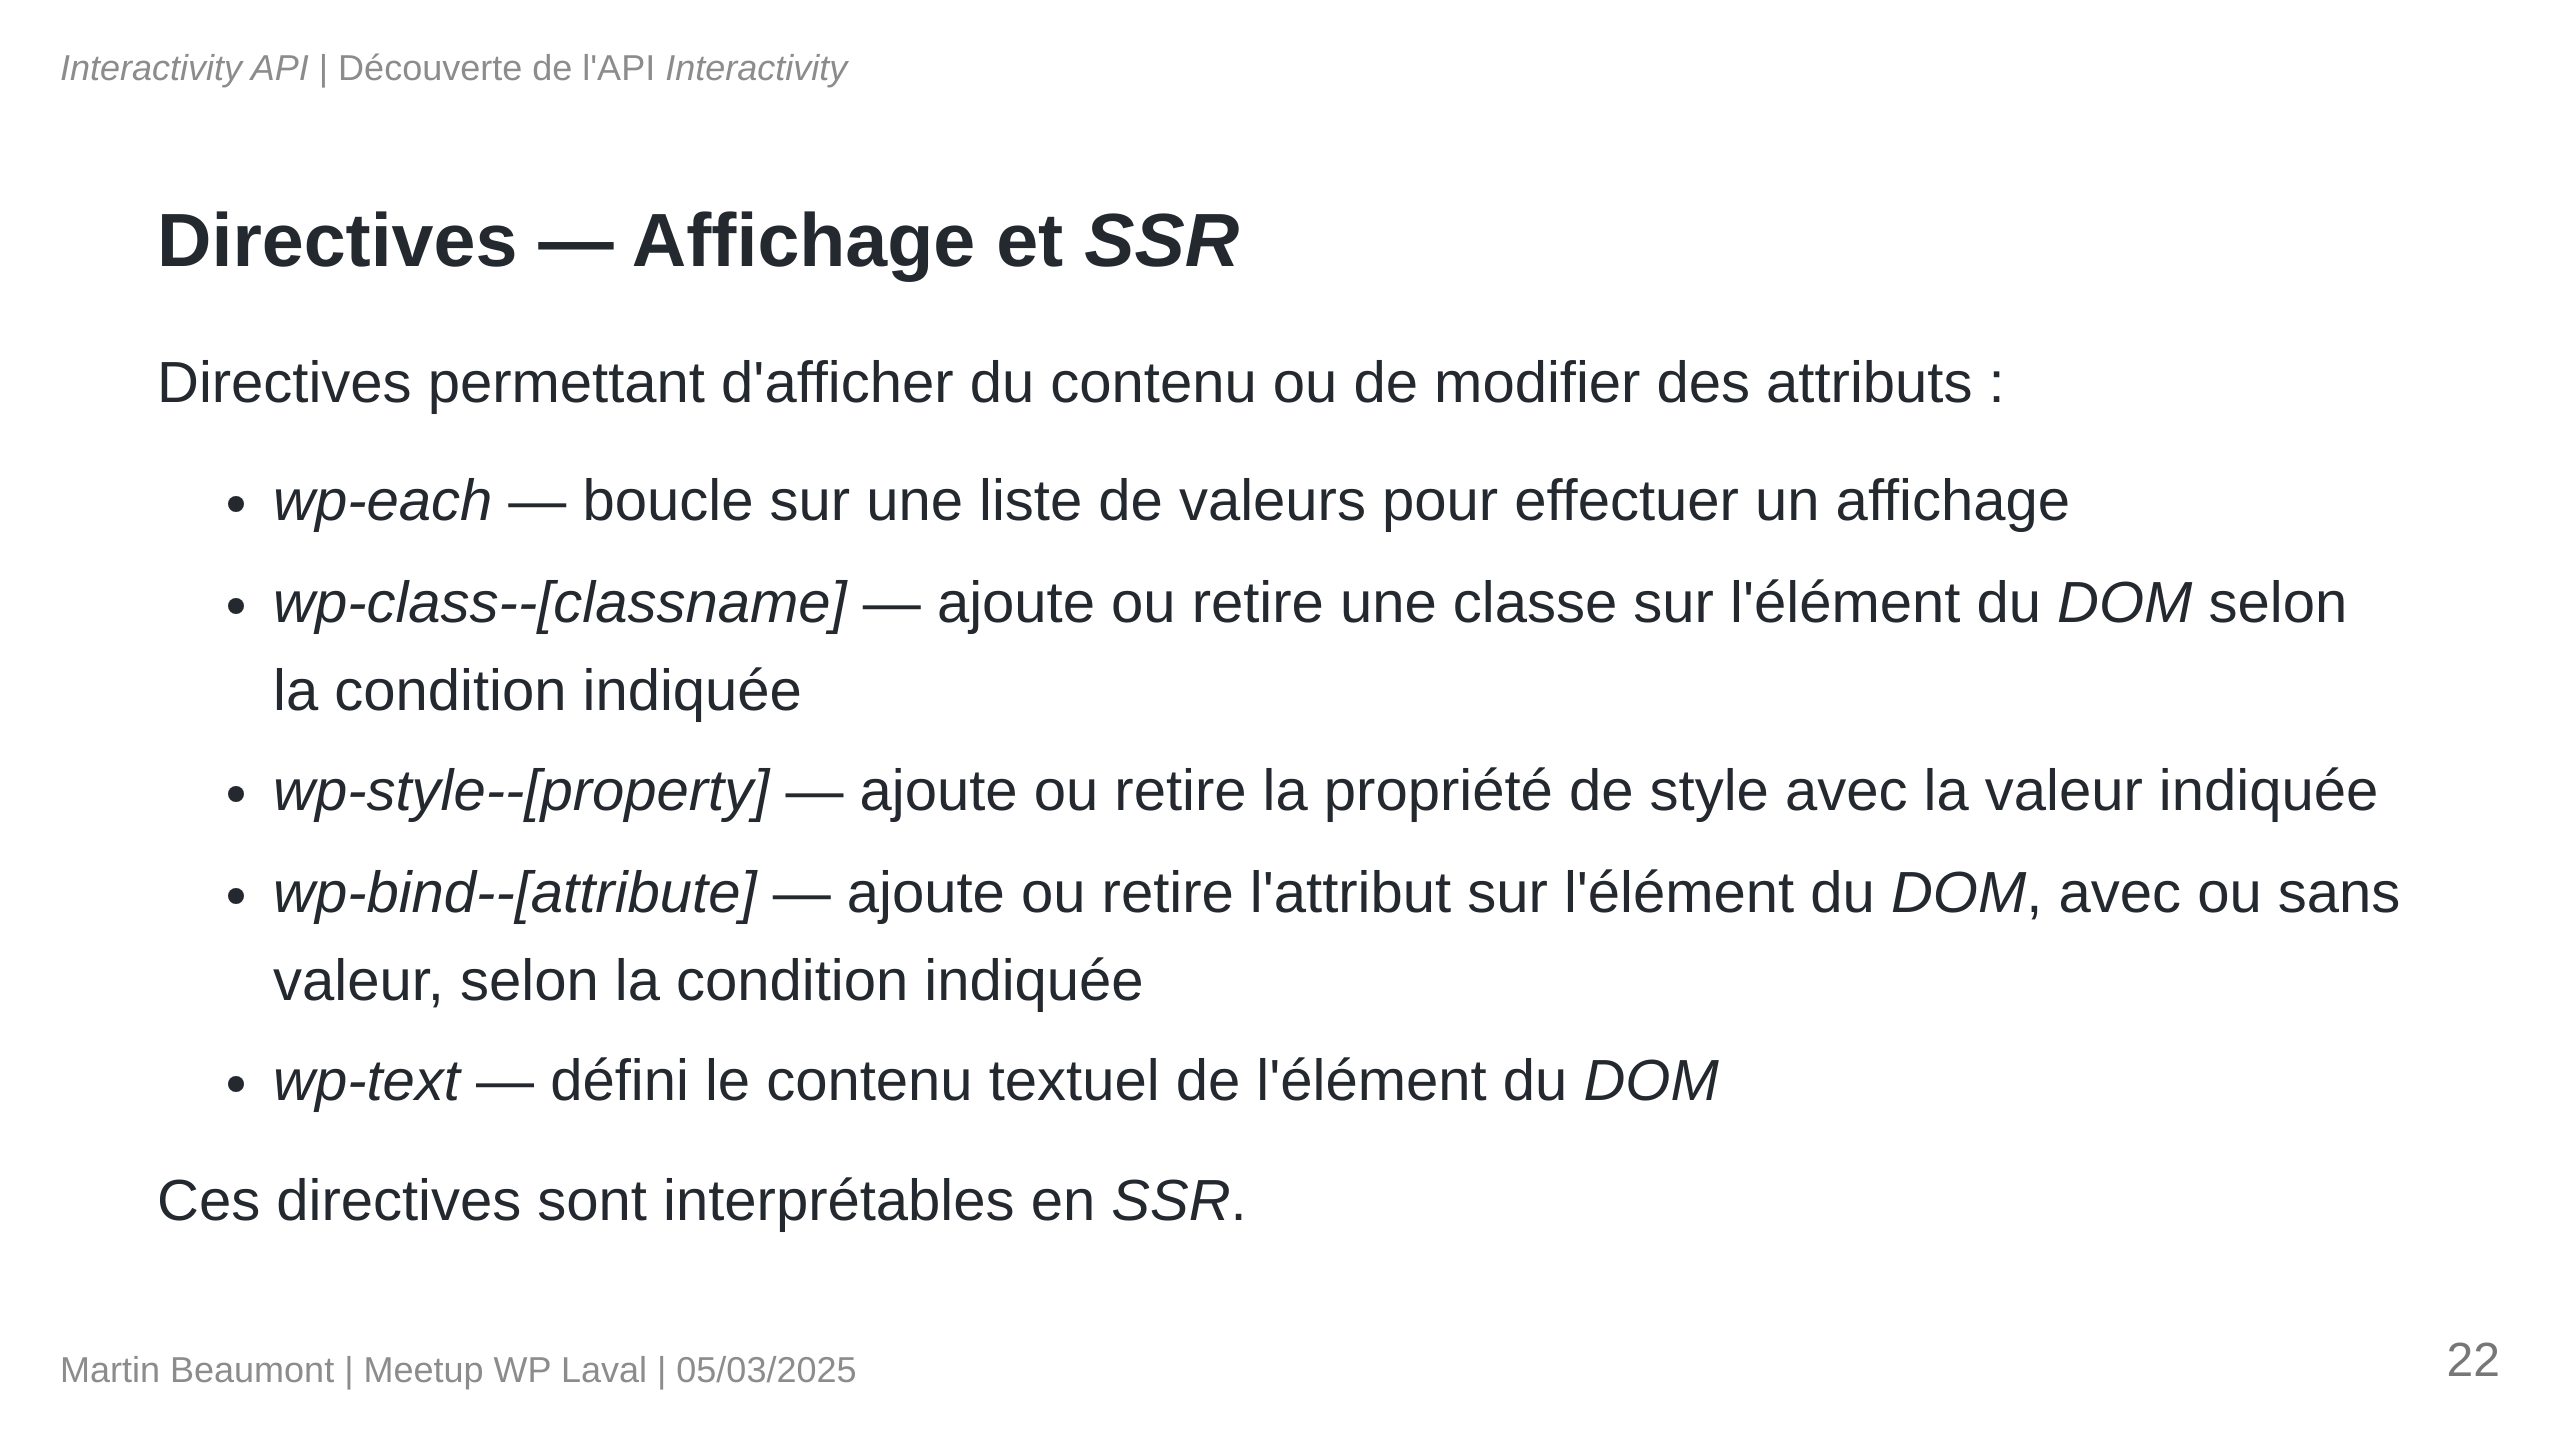 Interactivity API | Découverte de l'API Interactivity
Directives — Affichage et SSR
Directives permettant d'afficher du contenu ou de modifier des attributs :
• wp-each — boucle sur une liste de valeurs pour effectuer un affichage
• wp-class--[classname] — ajoute ou retire une classe sur l'élément du DOM selon
la condition indiquée
• wp-style--[property] — ajoute ou retire la propriété de style avec la valeur indiquée
• wp-bind--[attribute] — ajoute ou retire l'attribut sur l'élément du DOM, avec ou sans
valeur, selon la condition indiquée
• wp-text — défini le contenu textuel de l'élément du DOM
Ces directives sont interprétables en SSR.
Martin Beaumont | Meetup WP Laval | 05/03/2025
22